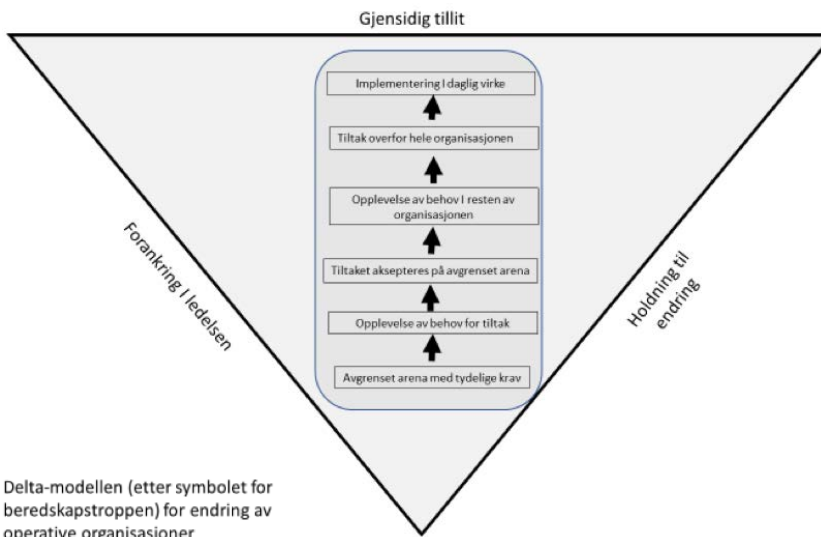 Gjensidig tillit
Implementering I daglig virke
Tiltak overfor hele organisasjonen
Opplevelse av behov I resten av
organisasjonen
Tiltaket aksepteres på avgrenset arena
Opplevelse av behov for tiltak
Avgrenset arena med tydelige krav
Forankring I ledelsen
Holdning til
endring
Delta-modellen (etter symbolet for
beredskapstroppen) for endring av
operative organisasjoner